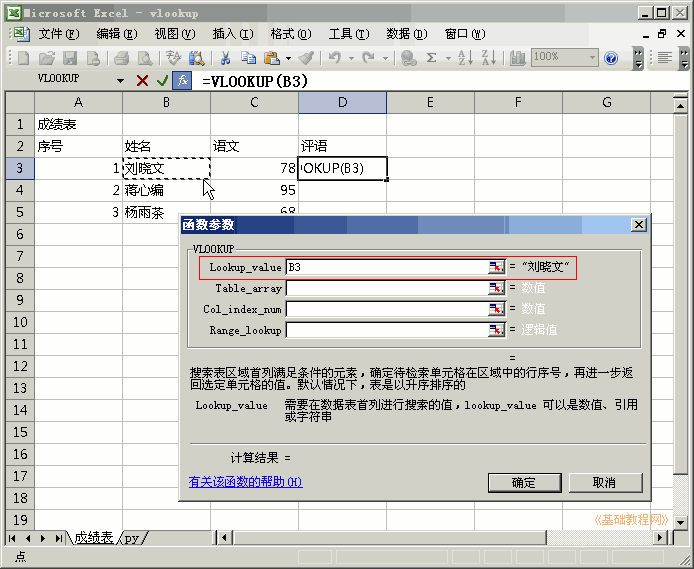 Microsoft Excel - vlookup
文件(F) 编辑(E) 视图(V) 插入(I) 格式(O) 工具(T) 数据(D) 窗口(W)
100%
VLOOKUP =VLOOKUP(B3)
A B C D E F G
1 成绩表
2 序号 姓名 语文 评语
3 1 刘晓文 78 OKUP(B3)
4 2 蒋心编 95
5 3 杨雨茶 68
6 函数参数
7 VLOOKUP
8 Lookup_value B3 = "刘晓文"
9 Table_array = 数值
10 Col_index_num = 数值
11 Range_lookup = 逻辑值
12 =
搜索表区域首列满足条件的元素，确定待检索单元格在区域中的行序号，再进一步返
13 回选定单元格的值。默认情况下，表是以升序排序的
14 Lookup_value 需要在数据表首列进行搜索的值，lookup_value 可以是数值、引用
15 或字符串
16 计算结果 =
17 有关该函数的帮助(H) 确定 取消
18
19 《基础教程网》
成绩表 py
点